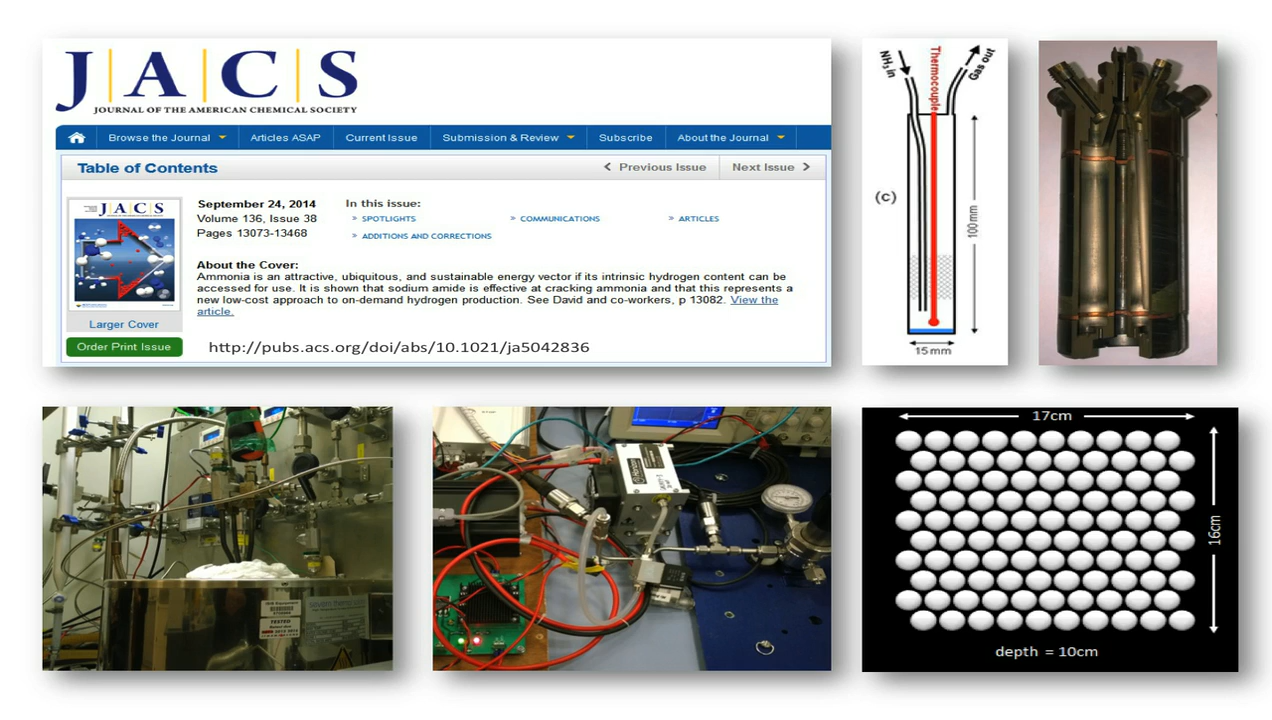 J|A|C|S
JOURNAL OF THE AMERICAN CHEMICAL SOCIETY
Browse the Journal Articles ASAP Current Issue Submission & Review Subscribe About the Journal
Table of Contents < Previous Issue Next Issue >
JACS
September 24, 2014
Volume 136, Issue 38
Pages 13073-13468
In this issue:
> SPOTLIGHTS > COMMUNICATIONS > ARTICLES
> ADDITIONS AND CORRECTIONS
About the Cover:
Ammonia is an attractive, ubiquitous, and sustainable energy vector if its intrinsic hydrogen content can be
accessed for use. It is shown that sodium amide is effective at cracking ammonia and that this represents a
new low-cost approach to on-demand hydrogen production. See David and co-workers, p 13082. View the
article.
Larger Cover
Order Print Issue
http://pubs.acs.org/doi/abs/10.1021/ja5042836
NH3 in
Thermocouple
Gas out
(c)
100 mm
15 mm
TESTED
Horizon
17cm
16cm
depth = 10cm